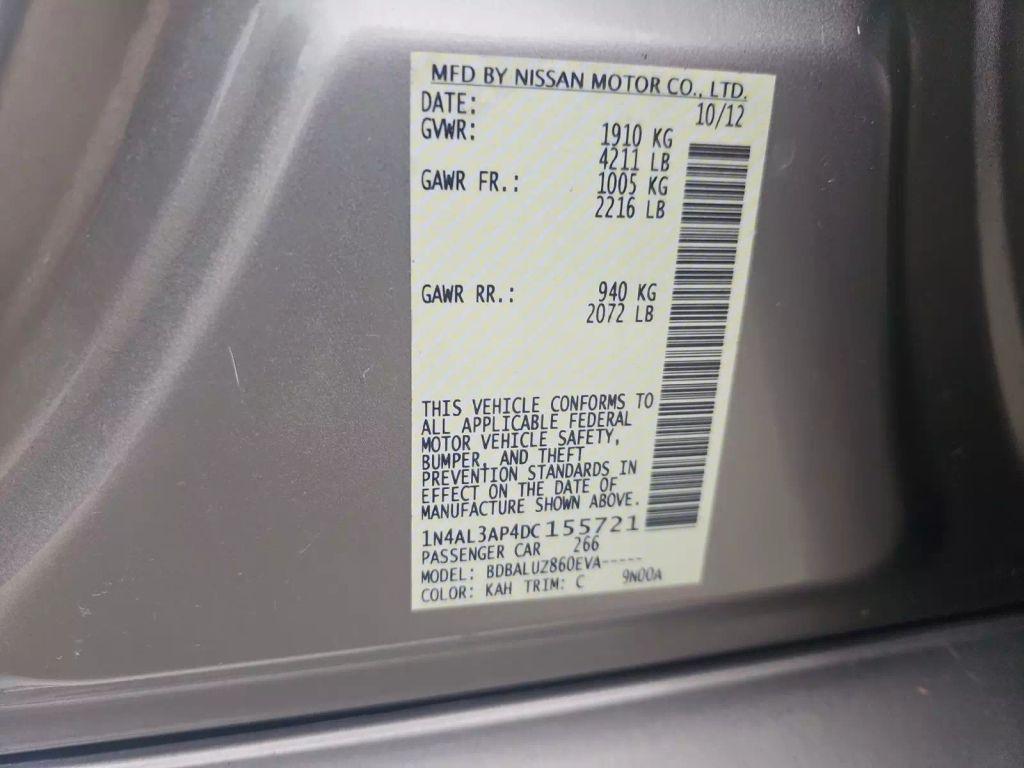 MFD BY NISSAN MOTOR CO., LTD.
DATE: 10/12
GVWR: 1910 KG
4211 LB
GAWR FR.: 1005 KG
2216 LB
GAWR RR.: 940 KG
2072 LB
THIS VEHICLE CONFORMS TO
ALL APPLICABLE FEDERAL
MOTOR VEHICLE SAFETY,
BUMPER, AND THEFT
PREVENTION STANDARDS IN
EFFECT ON THE DATE OF
MANUFACTURE SHOWN ABOVE.
1N4AL3AP4DC155721
PASSENGER CAR 266
MODEL: BDBALUZ860EVA-----
COLOR: KAH TRIM: C 9N00A